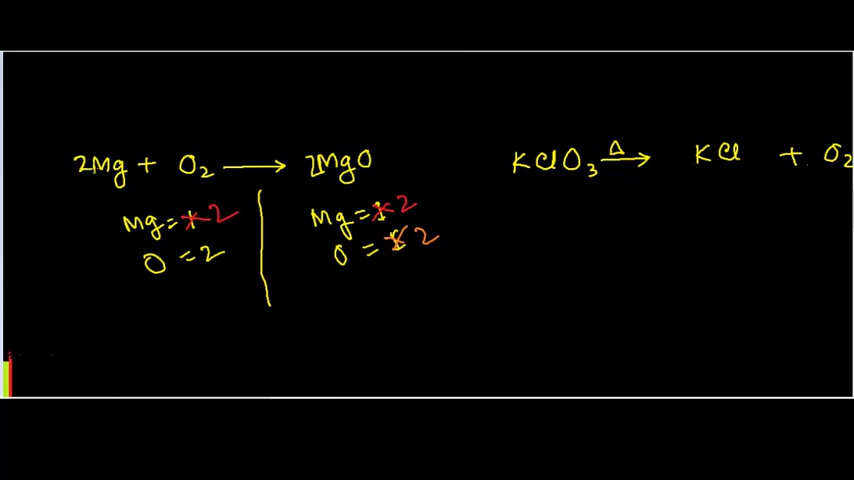 2Mg + O₂ → 2MgO
Mg = 1 2
O = 2
Mg = 1 2
O = 1 2
KClO₃ Δ→ KCl + O₂